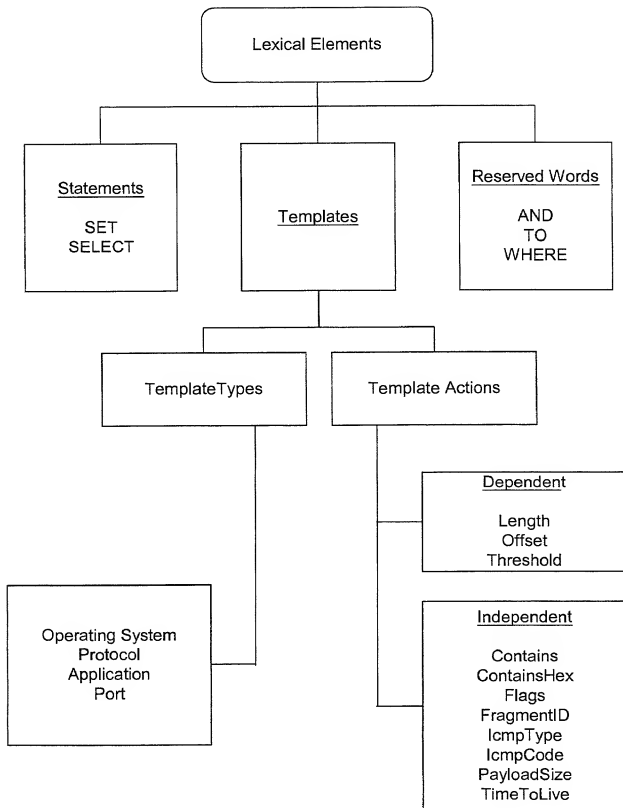 Lexical Elements
Statements
SET
SELECT
Templates
Reserved Words
AND
TO
WHERE
TemplateTypes
Template Actions
Dependent
Length
Offset
Threshold
Operating System
Protocol
Application
Port
Independent
Contains
ContainsHex
Flags
FragmentID
IcmpType
IcmpCode
PayloadSize
TimeToLive